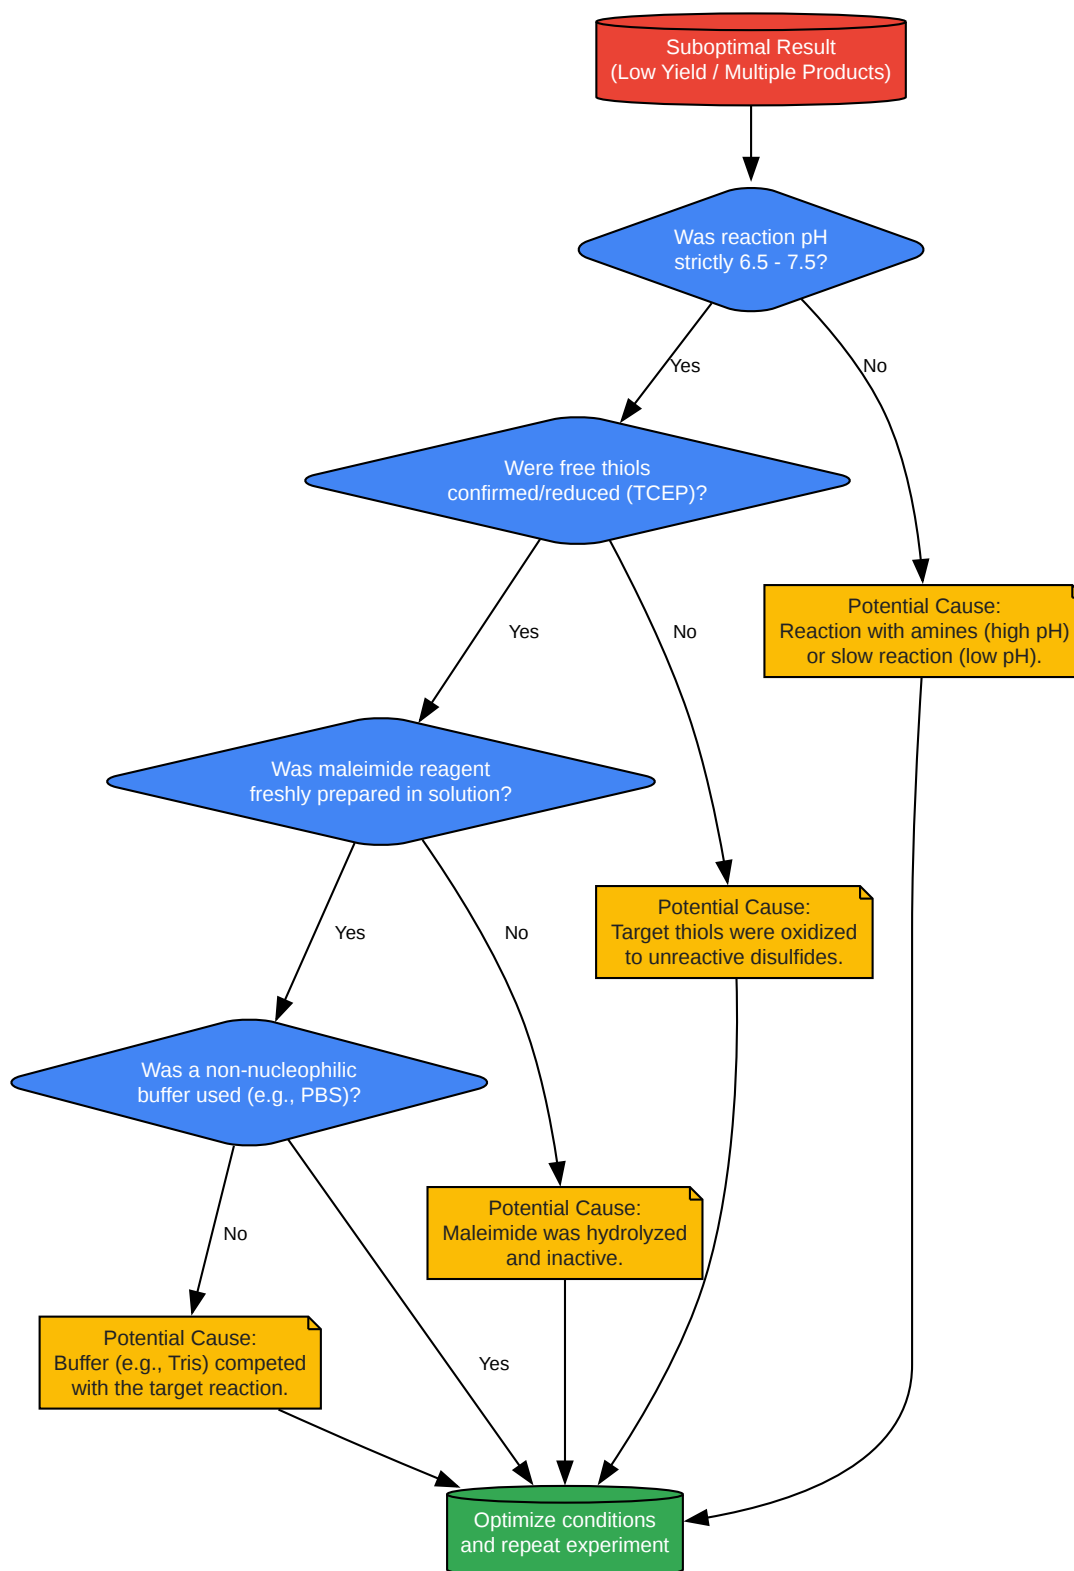 Suboptimal Result
(Low Yield / Multiple Products)
Was reaction pH
strictly 6.5 - 7.5?
Yes
No
Were free thiols
confirmed/reduced (TCEP)?
Potential Cause:
Reaction with amines (high pH)
or slow reaction (low pH).
Yes
No
Was maleimide reagent
freshly prepared in solution?
Potential Cause:
Target thiols were oxidized
to unreactive disulfides.
Yes
No
Was a non-nucleophilic
buffer used (e.g., PBS)?
Potential Cause:
Maleimide was hydrolyzed
and inactive.
No
Yes
Potential Cause:
Buffer (e.g., Tris) competed
with the target reaction.
Optimize conditions
and repeat experiment